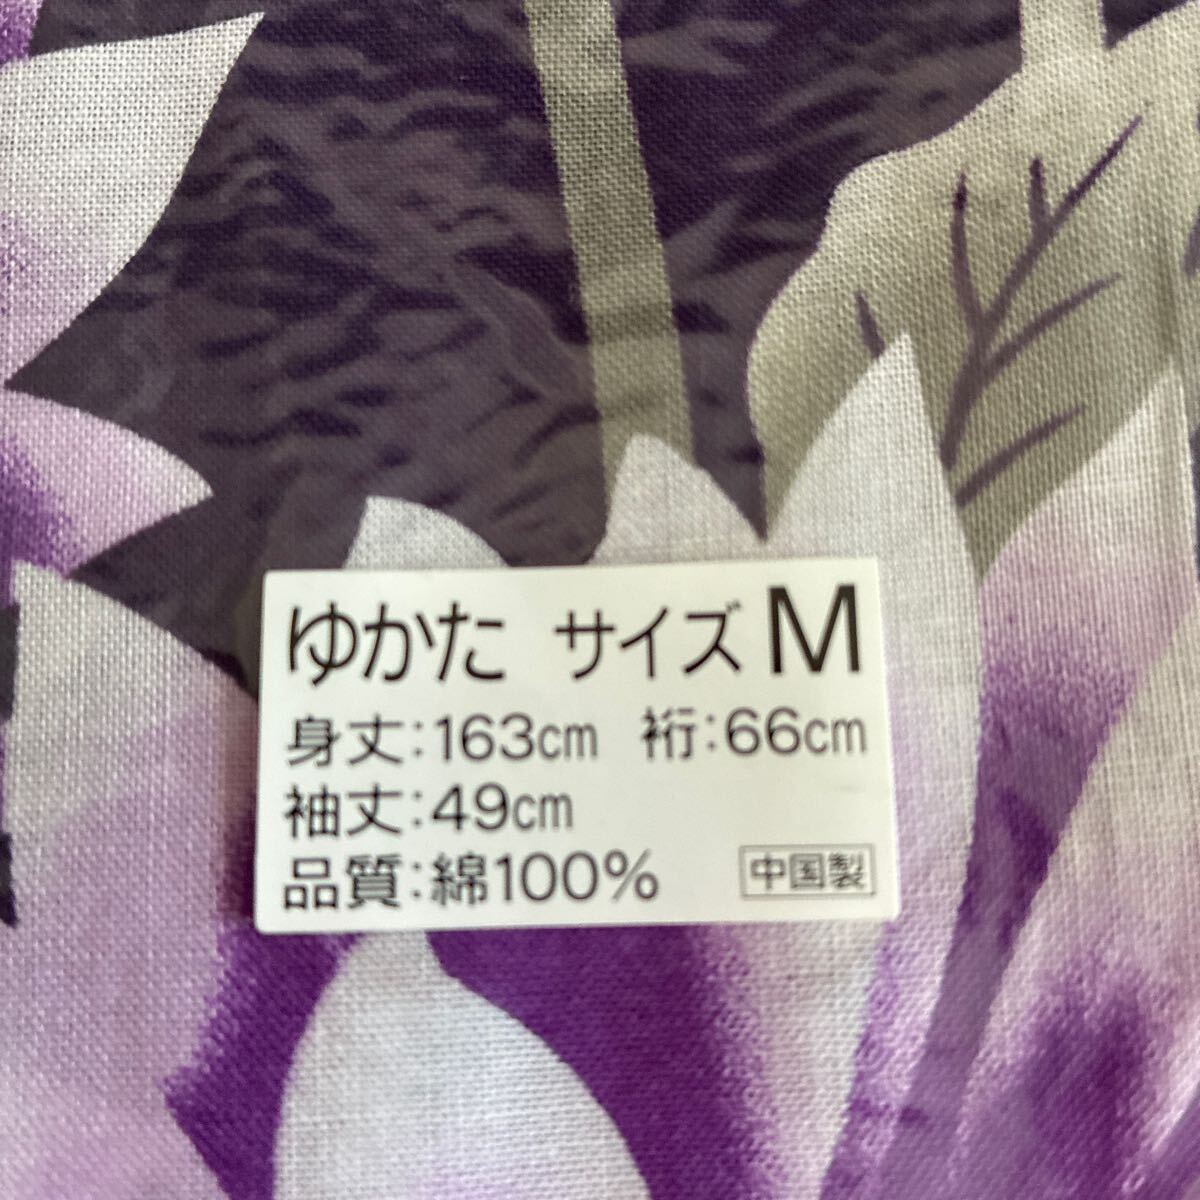 ゆかた サイズ M
身丈:163cm 裄:66cm
袖丈:49cm
品質:綿100% 中国製